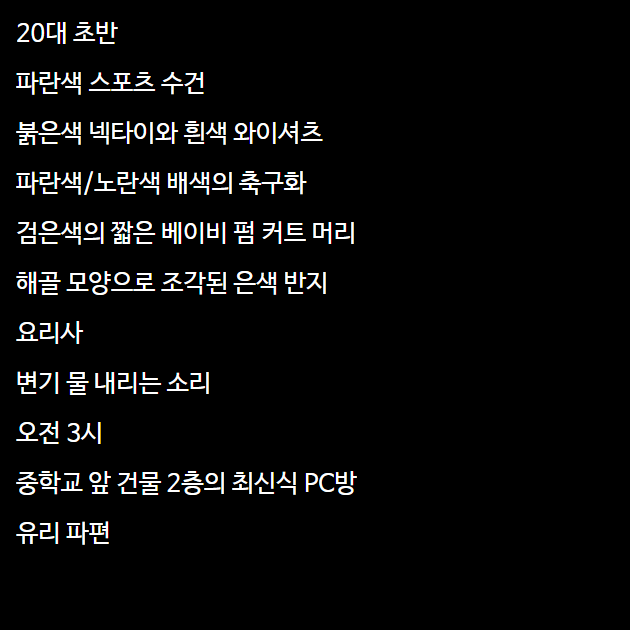 20대 초반
파란색 스포츠 수건
붉은색 넥타이와 흰색 와이셔츠
파란색/노란색 배색의 축구화
검은색의 짧은 베이비 펌 커트 머리
해골 모양으로 조각된 은색 반지
요리사
변기 물 내리는 소리
오전 3시
중학교 앞 건물 2층의 최신식 PC방
유리 파편